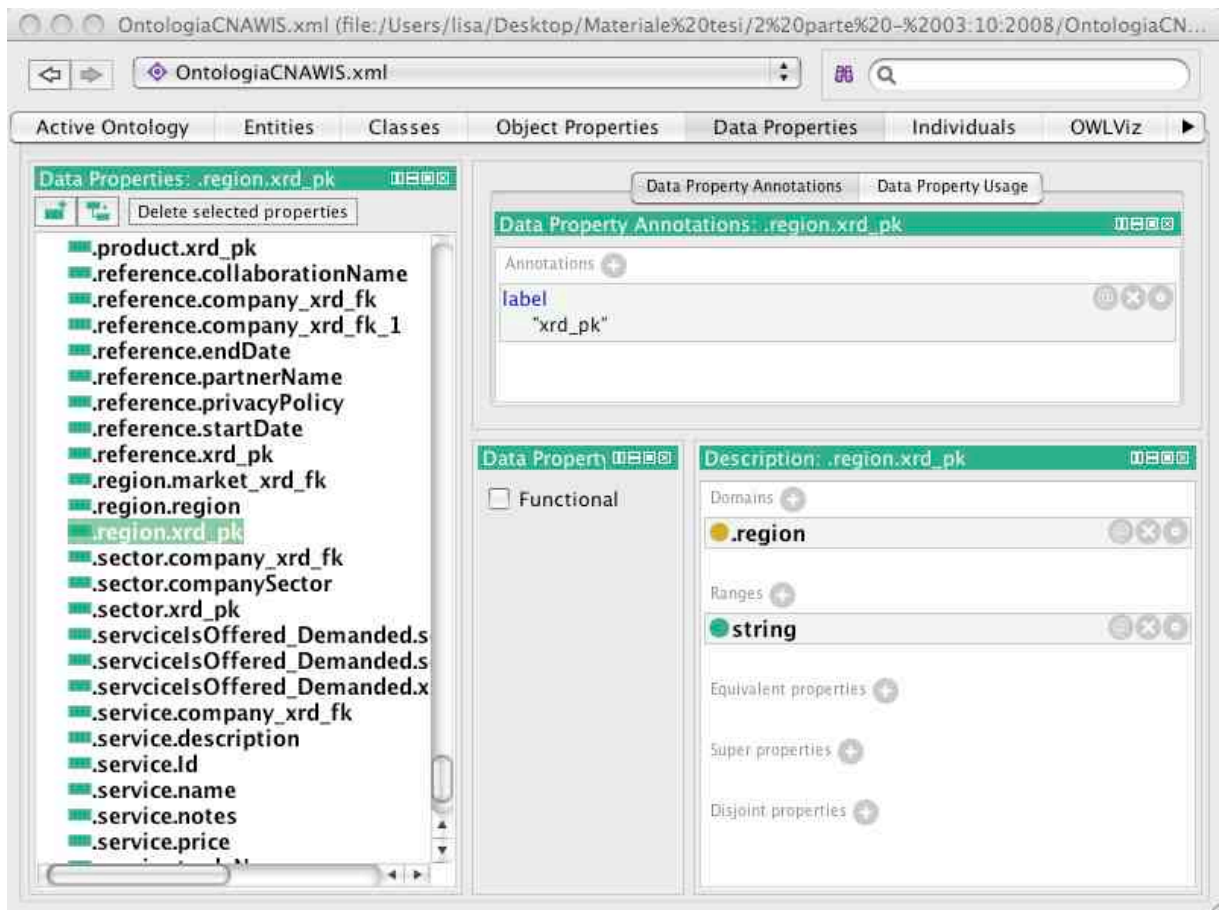 OntologiaCNAWIS.xml (file:/Users/lisa/Desktop/Materiale%20tesi/2%20parte%20-%2003:10:2008/OntologiaCN...
OntologiaCNAWIS.xml
Active Ontology Entities Classes Object Properties Data Properties Individuals OWLViz
Data Properties: .region.xrd_pk
Delete selected properties
.product.xrd_pk
.reference.collaborationName
.reference.company_xrd_fk
.reference.company_xrd_fk_1
.reference.endDate
.reference.partnerName
.reference.privacyPolicy
.reference.startDate
.reference.xrd_pk
.region.market_xrd_fk
.region.region
.region.xrd_pk
.sector.company_xrd_fk
.sector.companySector
.sector.xrd_pk
.servciceIsOffered_Demanded.s
.servciceIsOffered_Demanded.s
.servciceIsOffered_Demanded.x
.service.company_xrd_fk
.service.description
.service.Id
.service.name
.service.notes
.service.price
Data Property Annotations Data Property Usage
Data Property Annotations: .region.xrd_pk
Annotations
label
"xrd_pk"
Data Property
Functional
Description: .region.xrd_pk
Domains
.region
Ranges
string
Equivalent properties
Super properties
Disjoint properties